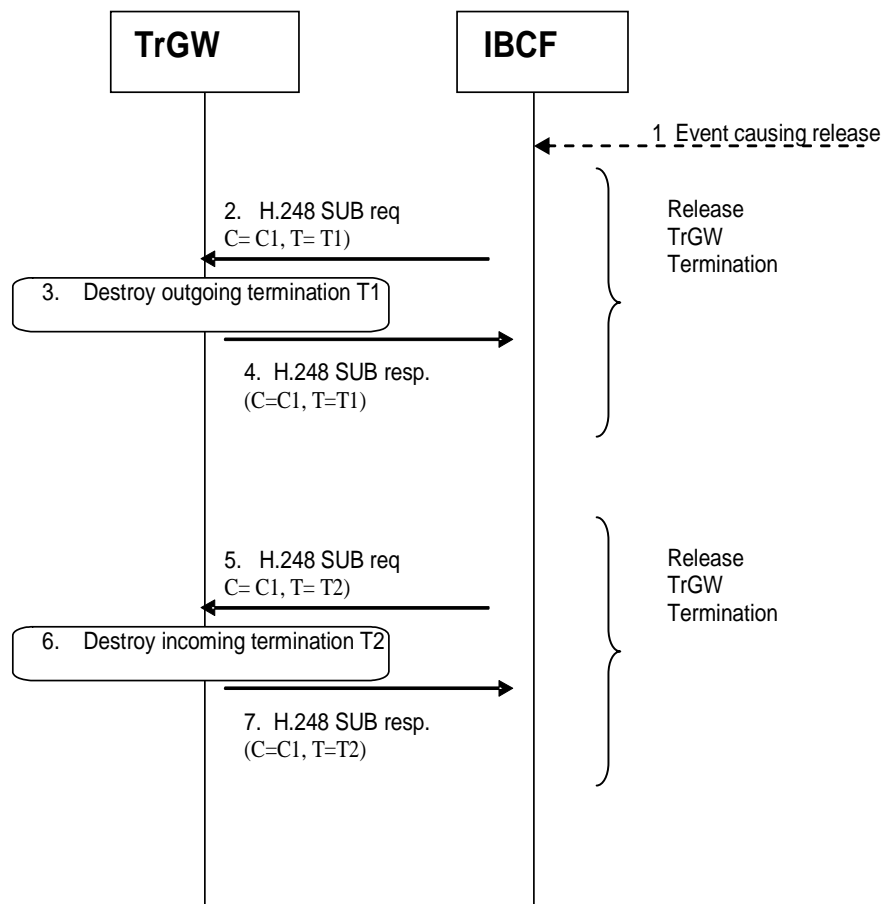 TrGW
IBCF
1 Event causing release
2. H.248 SUB req
C= C1, T= T1)
Release
TrGW
Termination
3. Destroy outgoing termination T1
4. H.248 SUB resp.
(C=C1, T=T1)
5. H.248 SUB req
C= C1, T= T2)
Release
TrGW
Termination
6. Destroy incoming termination T2
7. H.248 SUB resp.
(C=C1, T=T2)